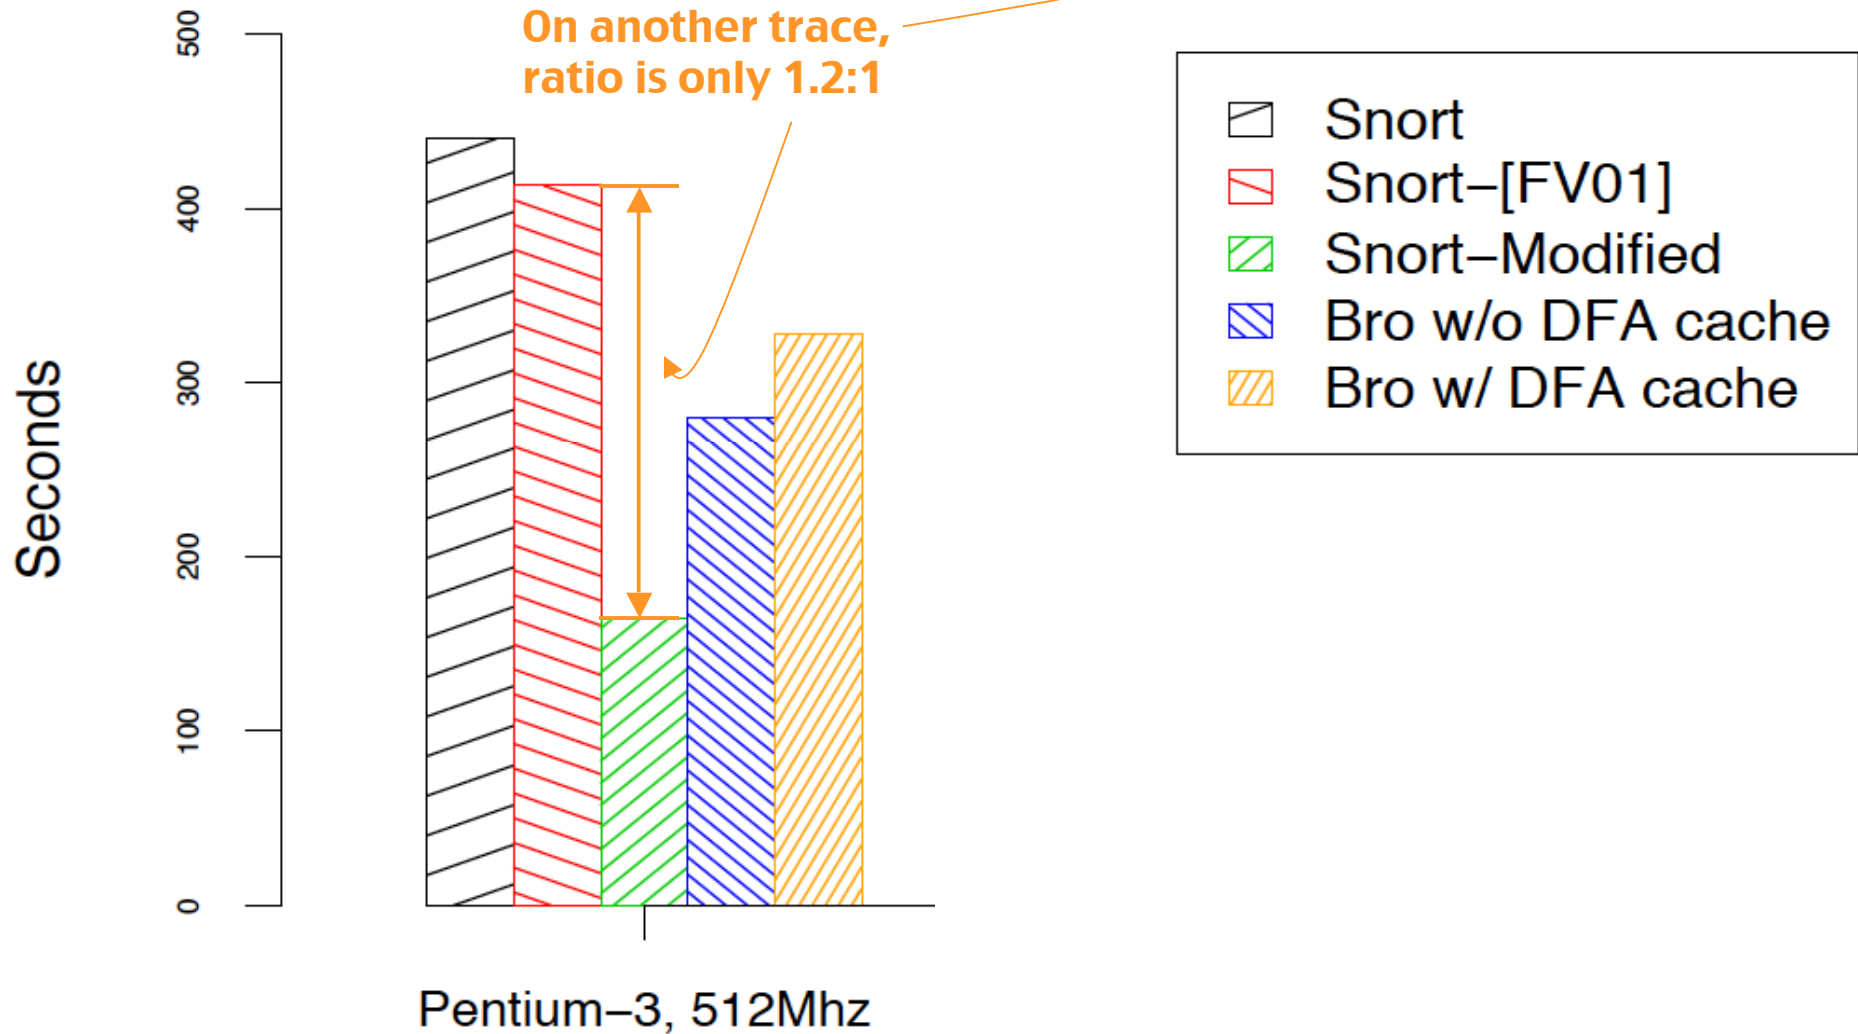 On another trace,
ratio is only 1.2:1
Seconds
500
400
300
200
100
0
Pentium−3, 512Mhz
Snort
Snort−[FV01]
Snort−Modified
Bro w/o DFA cache
Bro w/ DFA cache